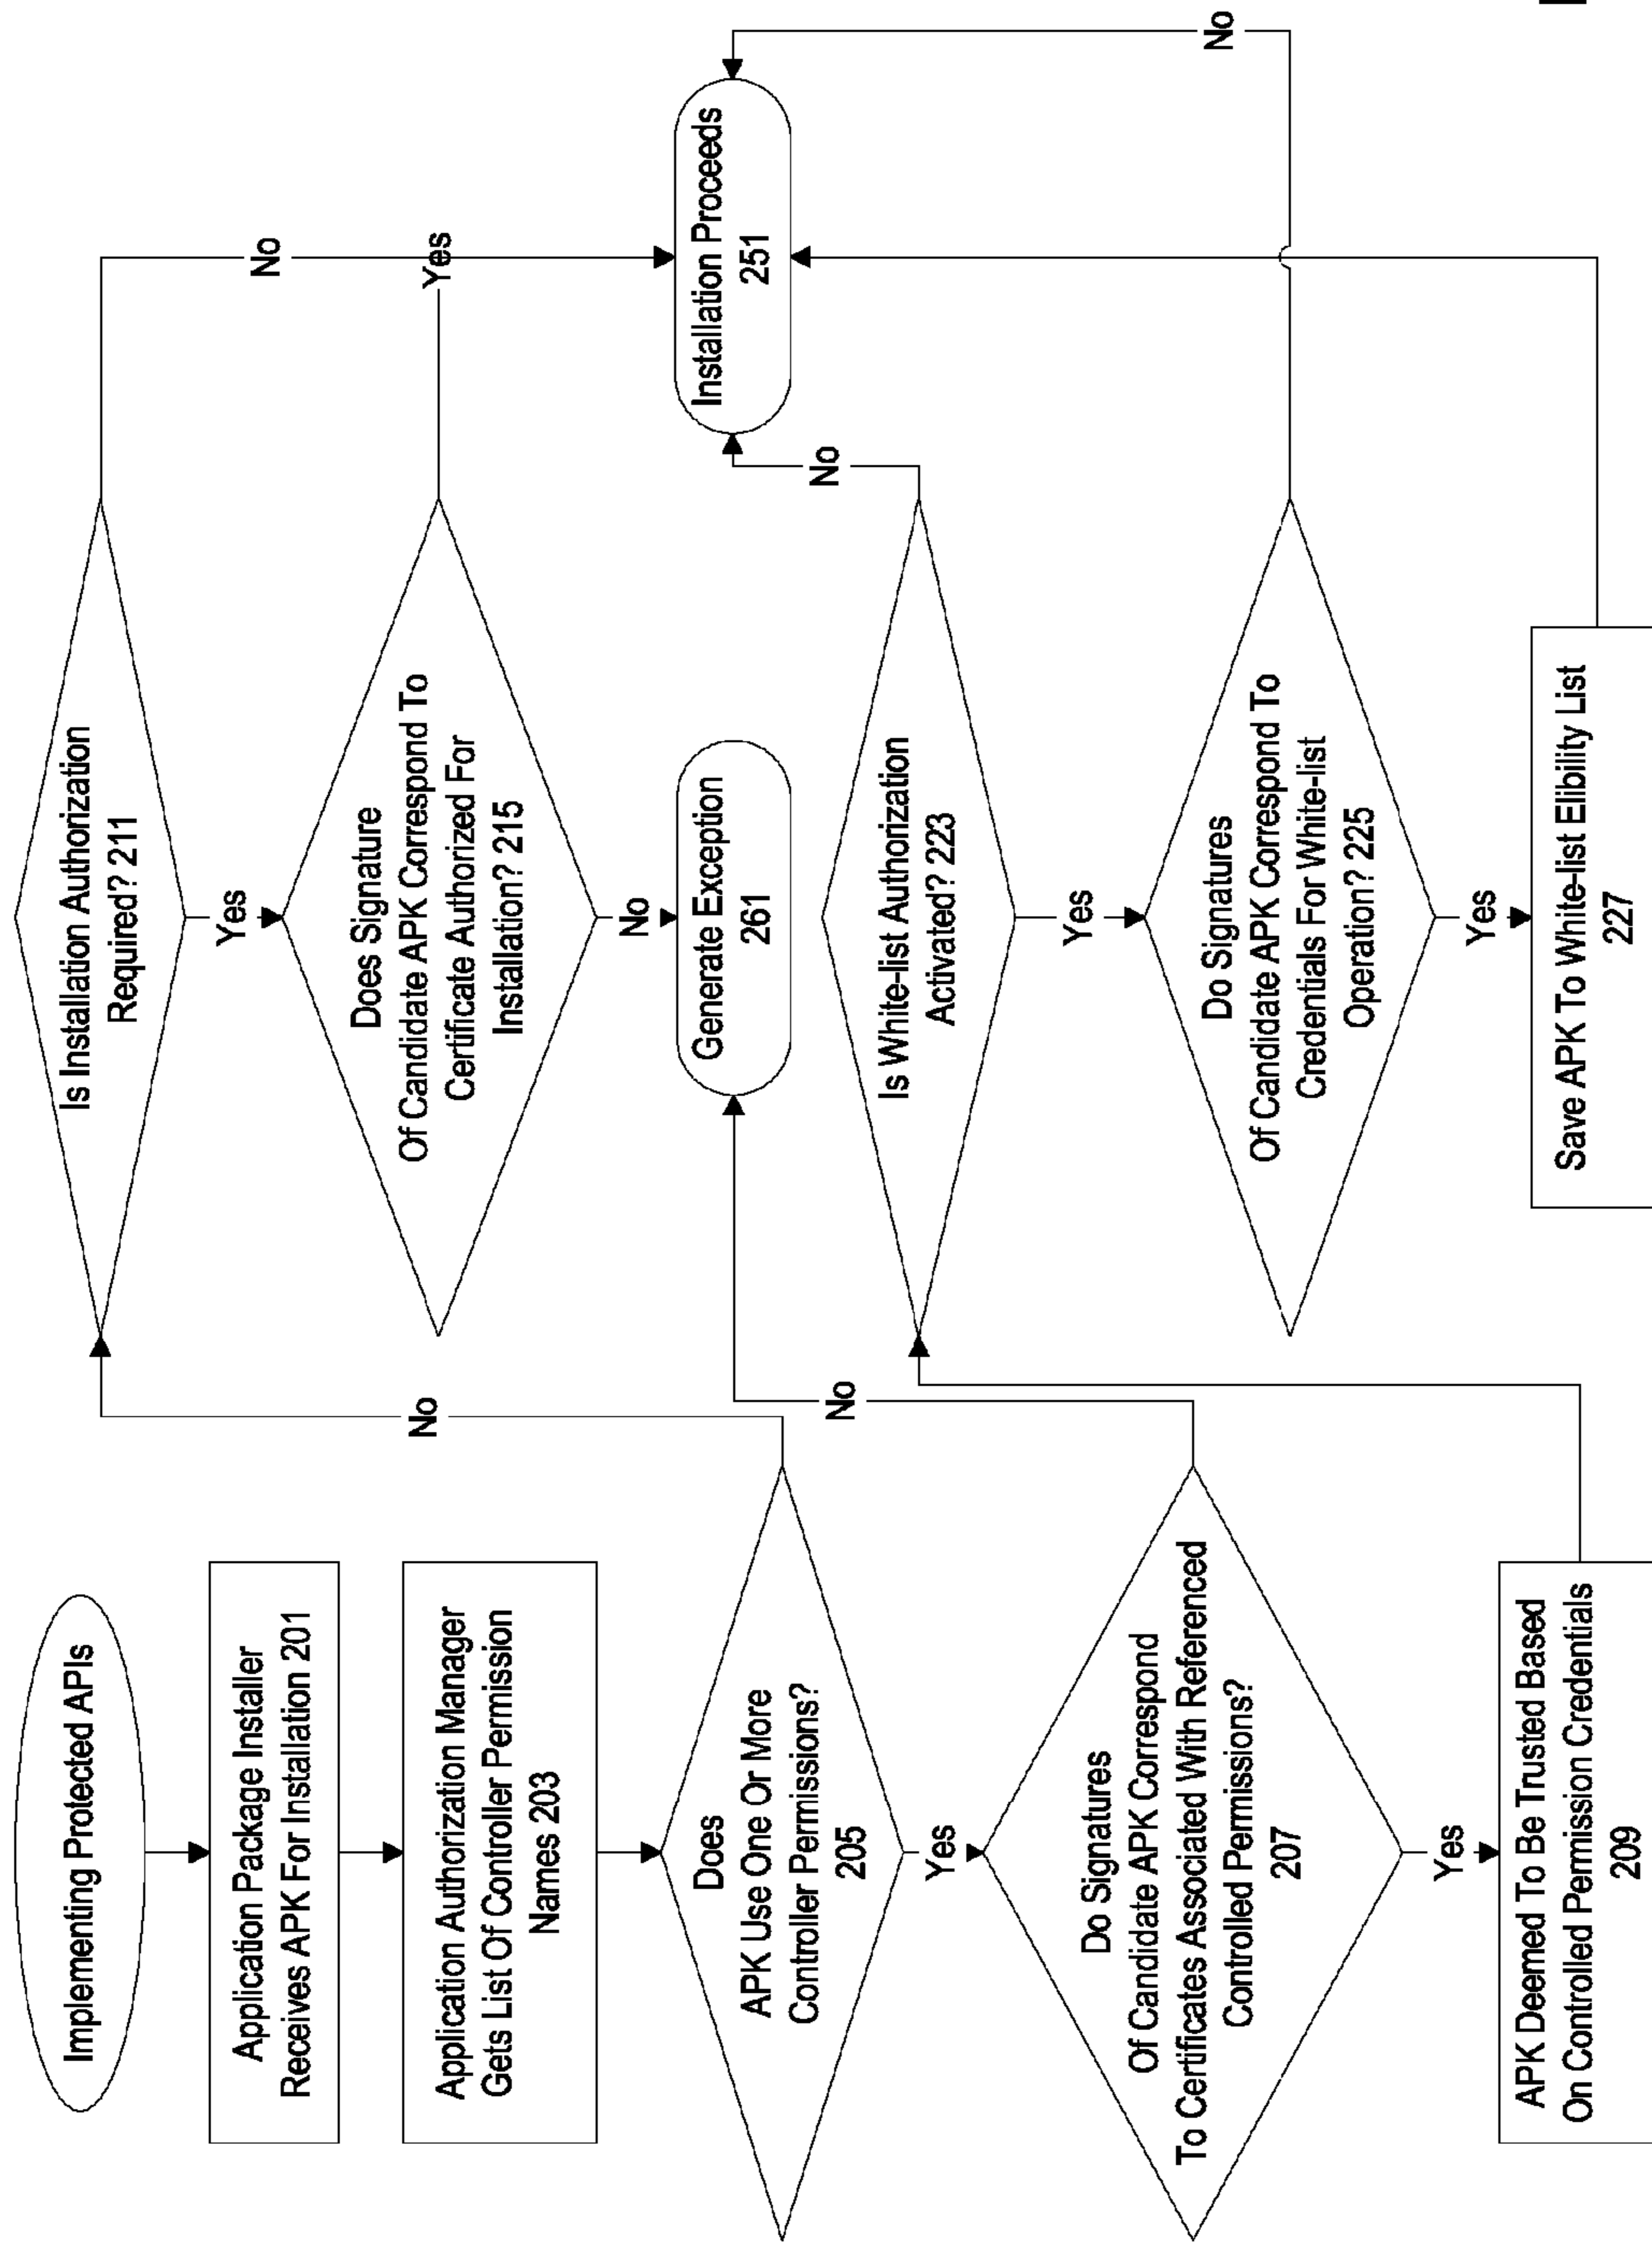 Implementing Protected APIs
Application Package Installer
Receives APK For Installation 201
Application Authorization Manager
Gets List Of Controller Permission
Names 203
Does
APK Use One Or More
Controller Permissions?
205
No
Yes
Do Signatures
Of Candidate APK Correspond
To Certificates Associated With Referenced
Controlled Permissions?
207
No
Yes
APK Deemed To Be Trusted Based
On Controlled Permission Credentials
209
Is Installation Authorization
Required? 211
No
Yes
Does Signature
Of Candidate APK Correspond To
Certificate Authorized For
Installation? 2215
Yes
No
Generate Exception
261
Is White-list Authorization
Activated? 223
No
Yes
Do Signatures
Of Candidate APK Correspond To
Credentials For White-list
Operation? 225
No
Yes
Save APK To White-list Elibility List
227
Installation Proceeds
251